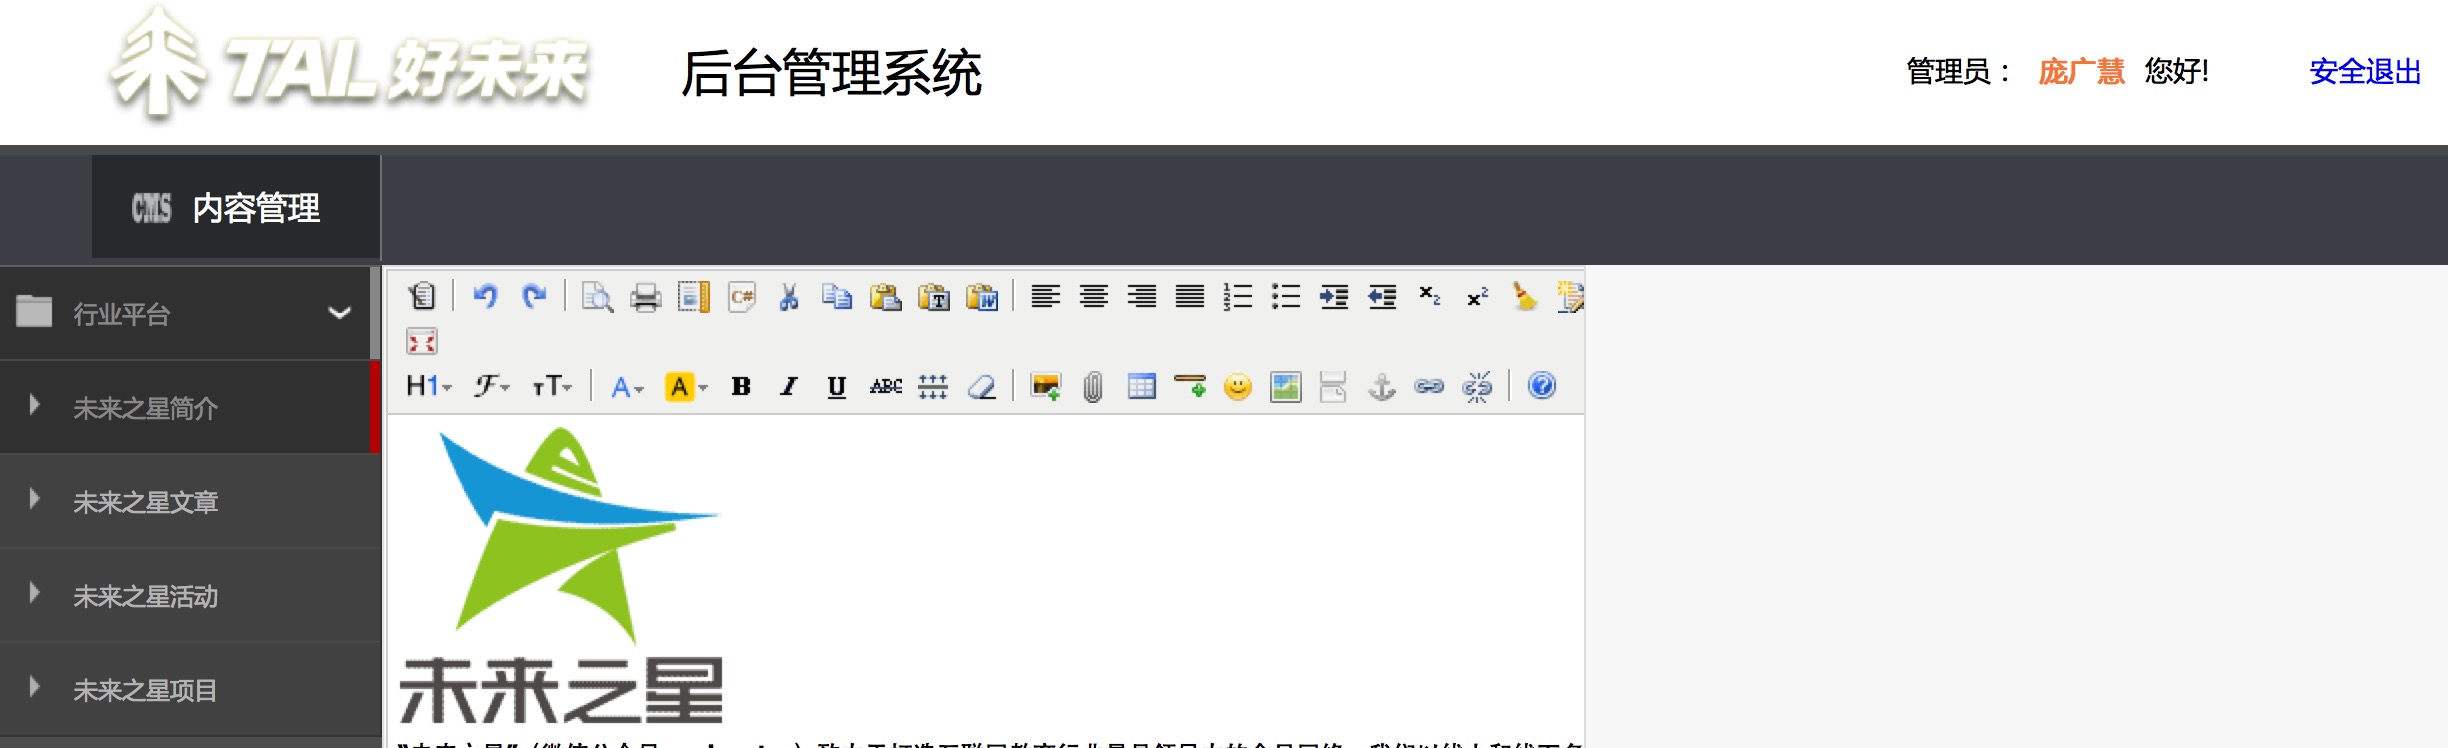 TAL 好未来
后台管理系统
管理员： 庞广慧 您好!
安全退出
CMS 内容管理
行业平台
未来之星简介
未来之星文章
未来之星活动
未来之星项目
H1 F TT A A B I U ABC
未来之星